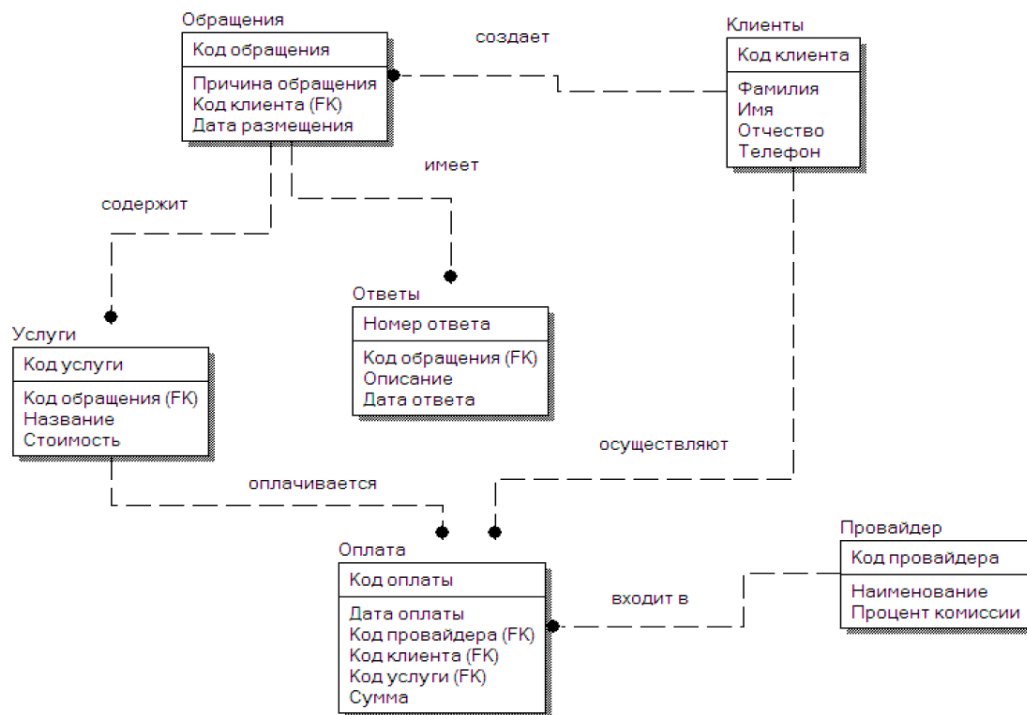 Обращения
Код обращения
Причина обращения
Код клиента (FK)
Дата размещения
создает
Клиенты
Код клиента
Фамилия
Имя
Отчество
Телефон
имеет
содержит
Ответы
Номер ответа
Код обращения (FK)
Описание
Дата ответа
Услуги
Код услуги
Код обращения (FK)
Название
Стоимость
осуществляют
оплачивается
Оплата
Код оплаты
Дата оплаты
Код провайдера (FK)
Код клиента (FK)
Код услуги (FK)
Сумма
входит в
Провайдер
Код провайдера
Наименование
Процент комиссии